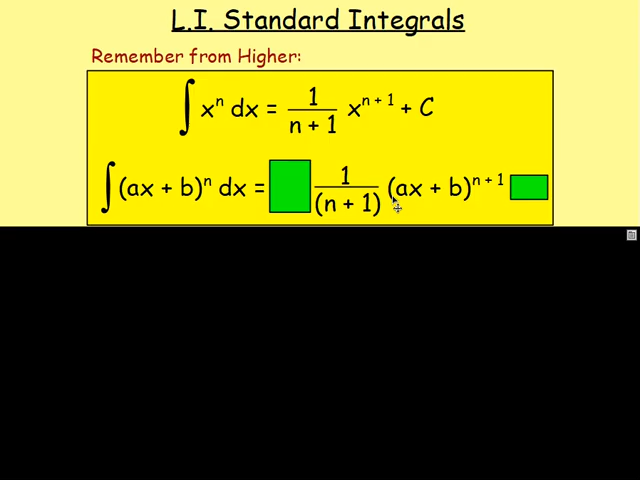 L.I. Standard Integrals
Remember from Higher:
∫ xⁿ dx = 1/(n + 1) xⁿ⁺¹ + C
∫ (ax + b)ⁿ dx = 1/(n + 1) (ax + b)ⁿ⁺¹